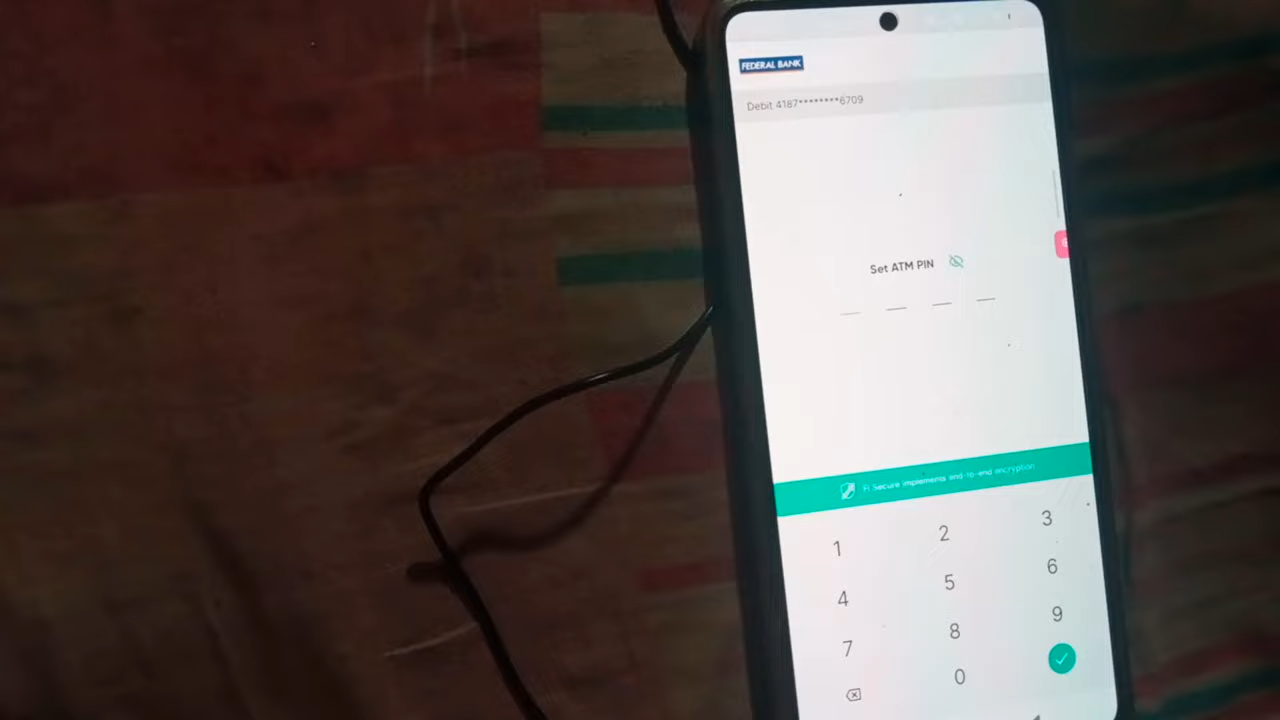 FEDERAL BANK
Debit 4187********6709
Set ATM PIN
Fi Secure implements end-to-end encryption
1 2 3
4 5 6
7 8 9
0